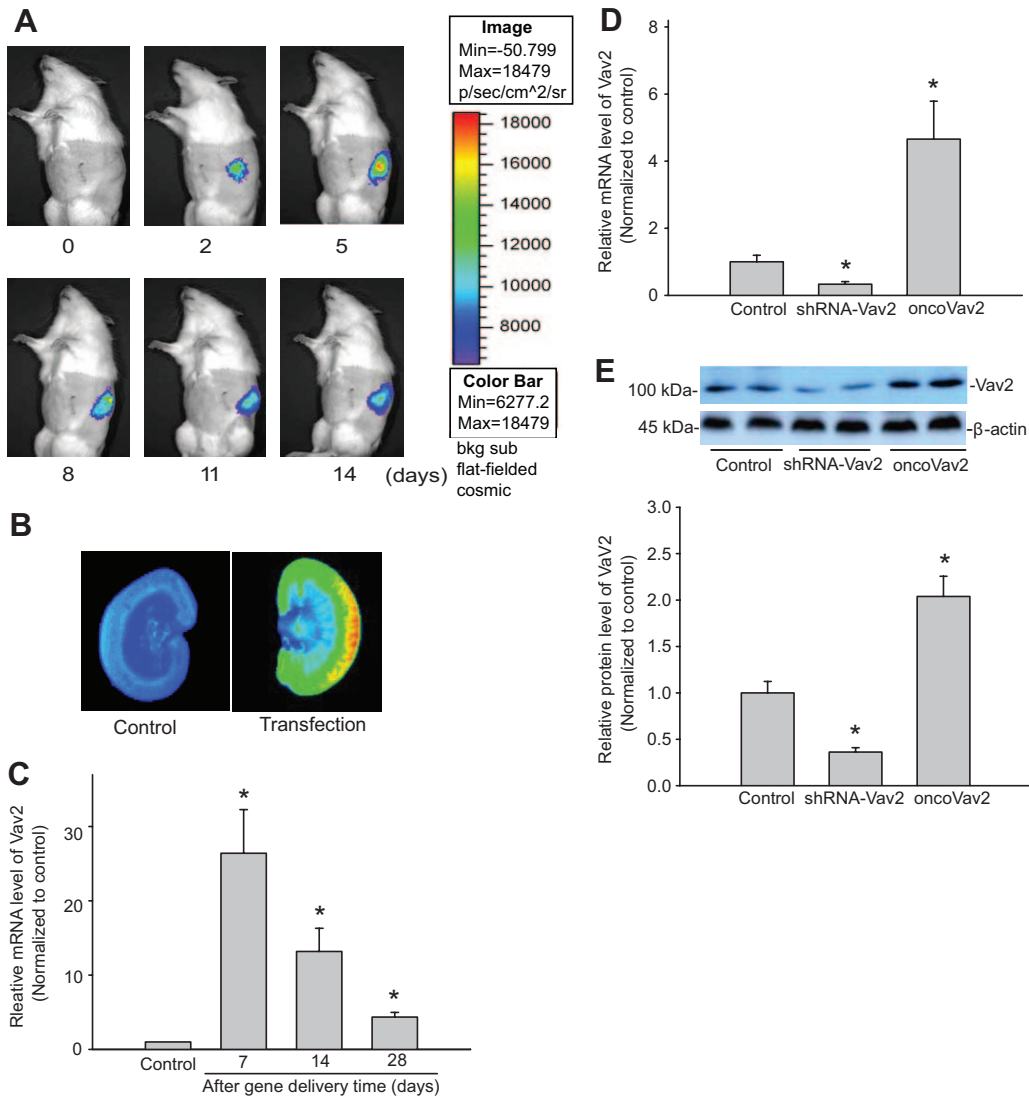 A
0
2
5
8
11
14
(days)
Image
Min=-50.799
Max=18479
p/sec/cm^2/sr
18000
16000
14000
12000
10000
8000
Color Bar
Min=6277.2
Max=18479
bkg sub
flat-fielded
cosmic
B
Control
Transfection
C
Rleative mRNA level of Vav2
(Normalized to control)
30
20
10
0
*
*
*
Control
7
14
28
After gene delivery time (days)
D
Relative mRNA level of Vav2
(Normalized to control)
8
6
4
2
0
*
*
Control
shRNA-Vav2
oncoVav2
E
100 kDa-
-Vav2
45 kDa-
-β-actin
Control
shRNA-Vav2
oncoVav2
Relative protein level of VaV2
(Normalized to control)
3.0
2.5
2.0
1.5
1.0
0.5
0.0
*
*
Control
shRNA-Vav2
oncoVav2